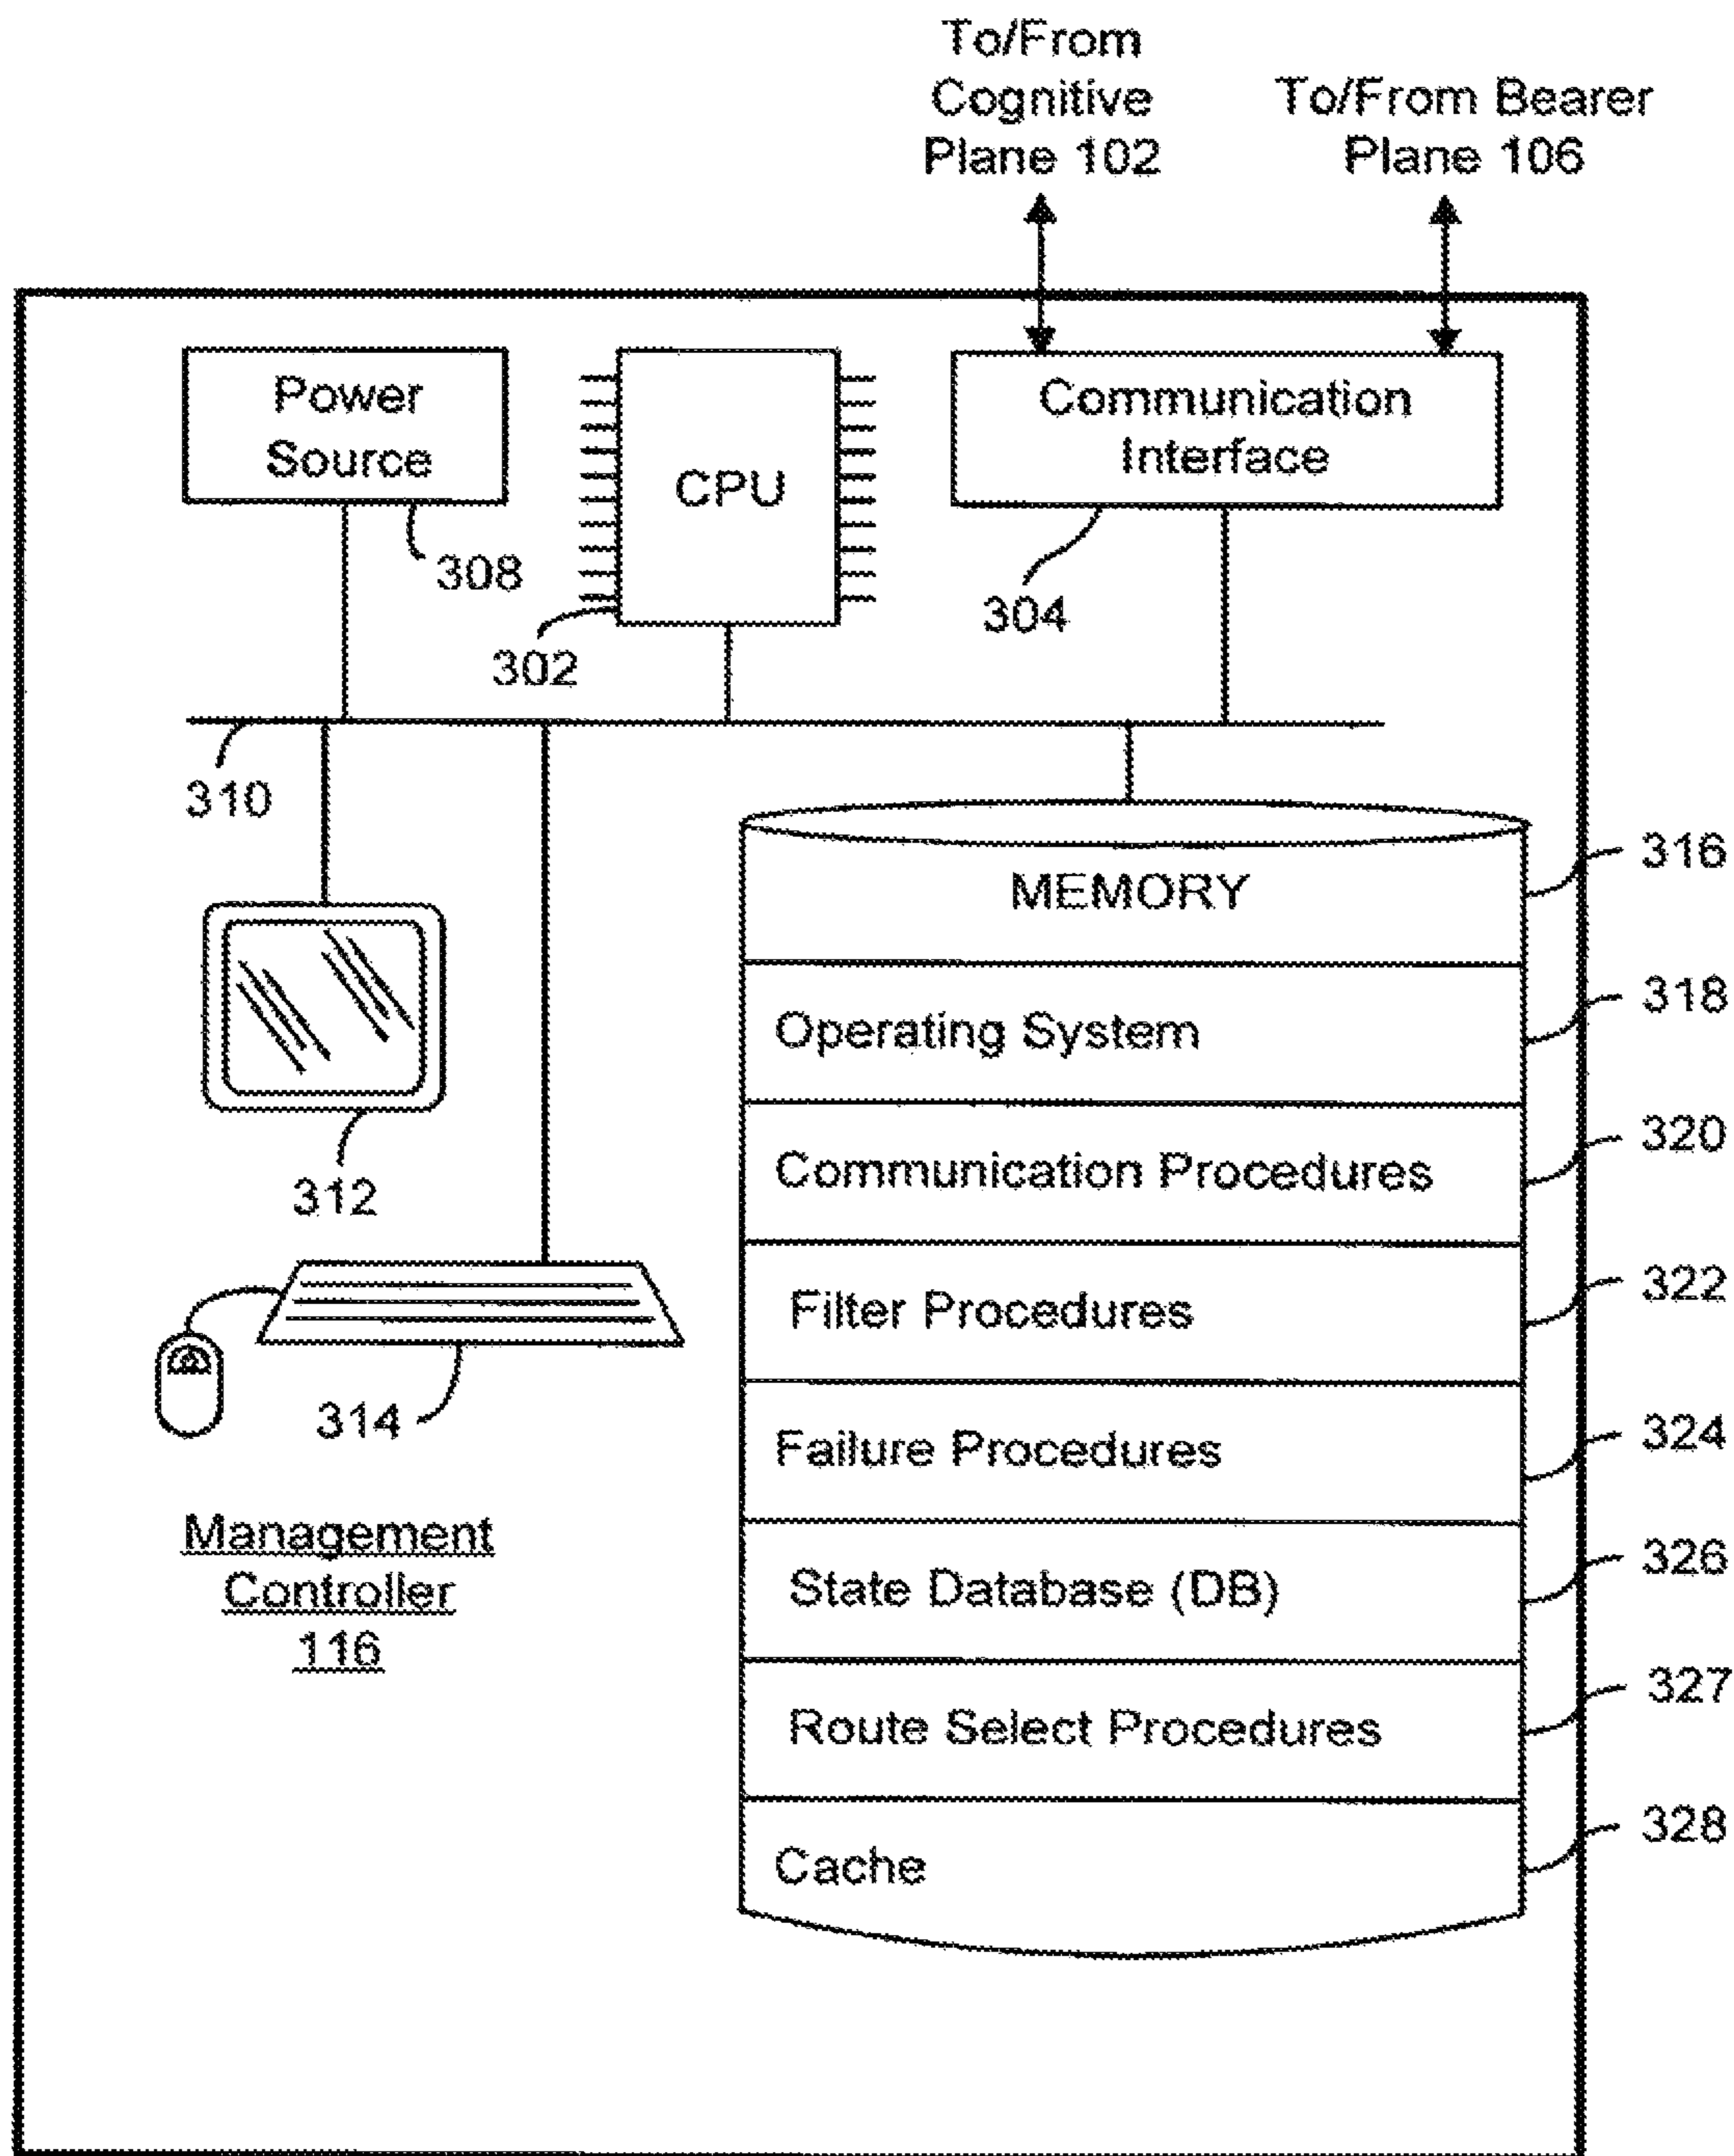 To/From
Cognitive
Plane 102
To/From Bearer
Plane 106
Power
Source
308
CPU
302
Communication
Interface
304
310
312
314
Management
Controller
116
MEMORY
316
Operating System
318
Communication Procedures
320
Filter Procedures
322
Failure Procedures
324
State Database (DB)
326
Route Select Procedures
327
Cache
328